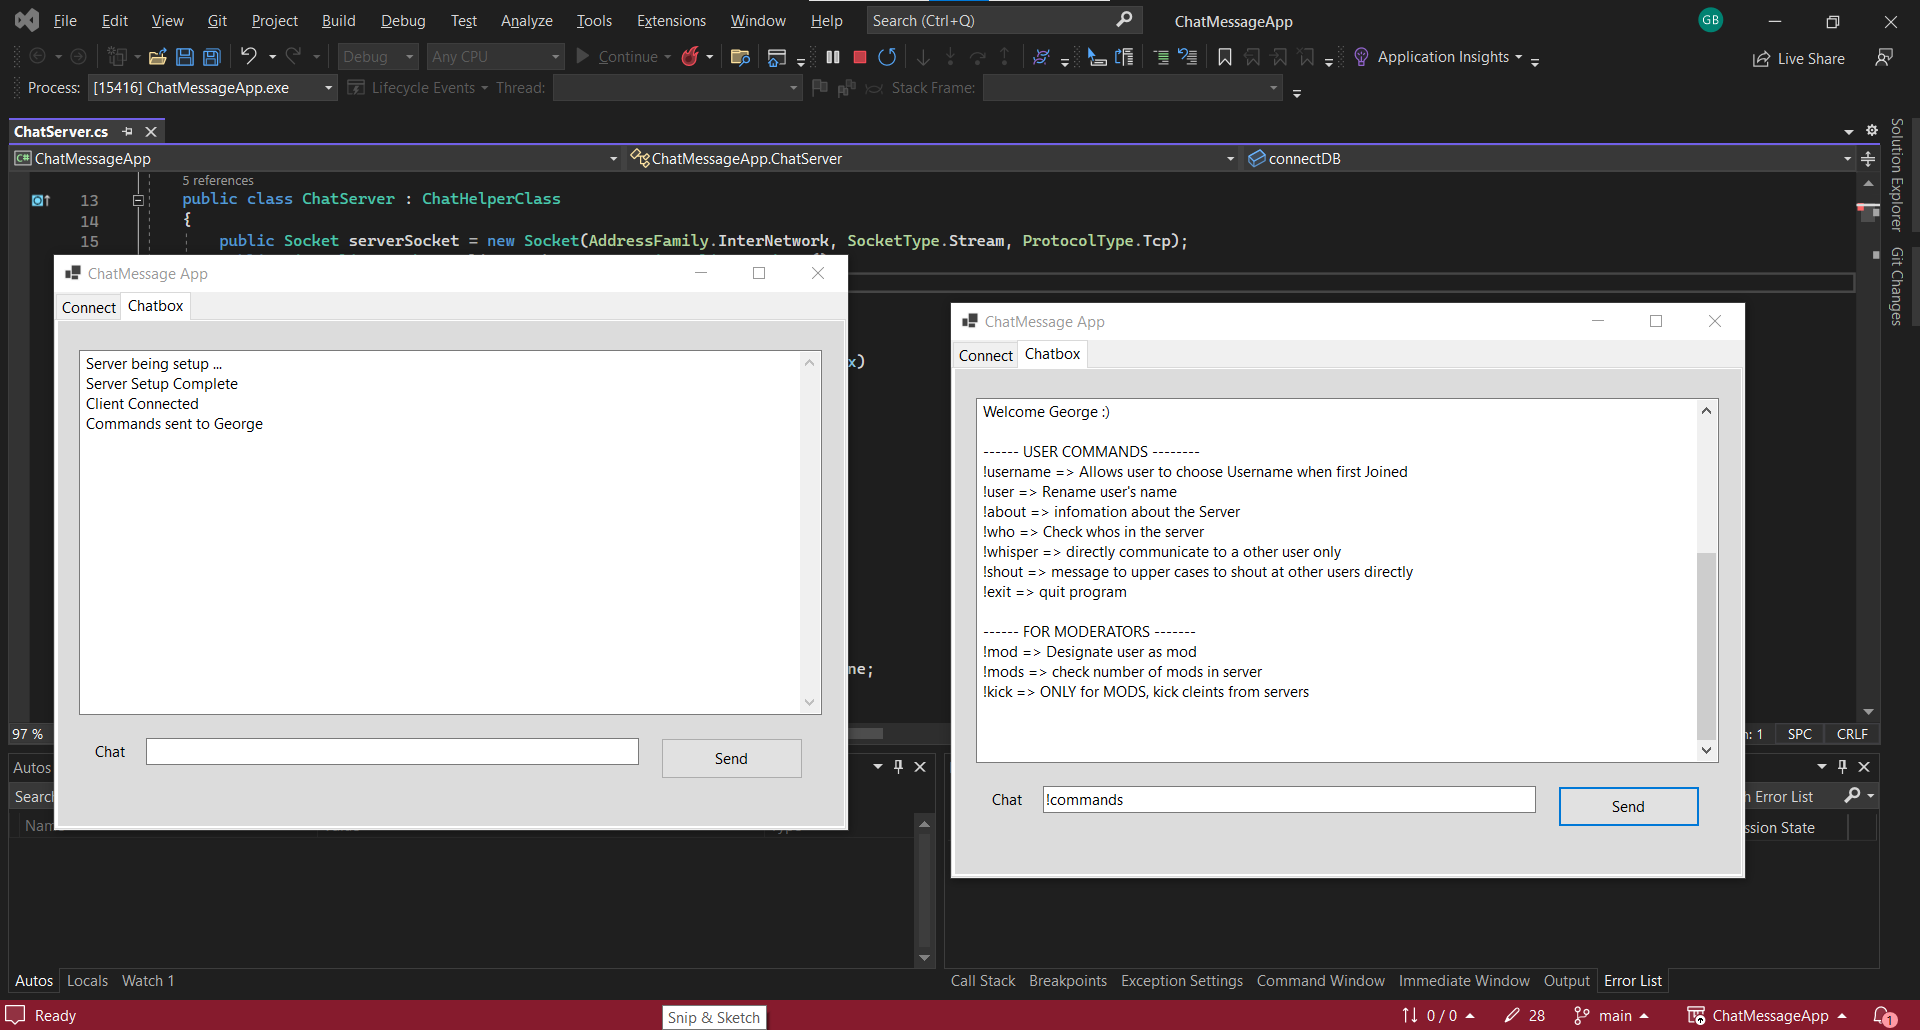 File Edit View Git Project Build Debug Test Analyze Tools Extensions Window Help Search (Ctrl+Q) ChatMessageApp GB
Debug Any CPU Continue Application Insights Live Share
Process: [15416] ChatMessageApp.exe Lifecycle Events Thread: Stack Frame:
ChatServer.cs
C# ChatMessageApp ChatMessageApp.ChatServer connectDB
Solution Explorer
Git Changes
5 references
13 public class ChatServer : ChatHelperClass
14 {
15 public Socket serverSocket = new Socket(AddressFamily.InterNetwork, SocketType.Stream, ProtocolType.Tcp);
x)
ne;
ChatMessage App
Connect Chatbox
Server being setup ...
Server Setup Complete
Client Connected
Commands sent to George
Chat Send
ChatMessage App
Connect Chatbox
Welcome George :)
------ USER COMMANDS --------
!username => Allows user to choose Username when first Joined
!user => Rename user's name
!about => infomation about the Server
!who => Check whos in the server
!whisper => directly communicate to a other user only
!shout => message to upper cases to shout at other users directly
!exit => quit program
------ FOR MODERATORS -------
!mod => Designate user as mod
!mods => check number of mods in server
!kick => ONLY for MODS, kick cleints from servers
Chat !commands Send
97 % : 1 SPC CRLF
Autos
Search Error List
Name ssion State
Autos Locals Watch 1 Call Stack Breakpoints Exception Settings Command Window Immediate Window Output Error List
Ready Snip & Sketch 0 / 0 28 main ChatMessageApp 1